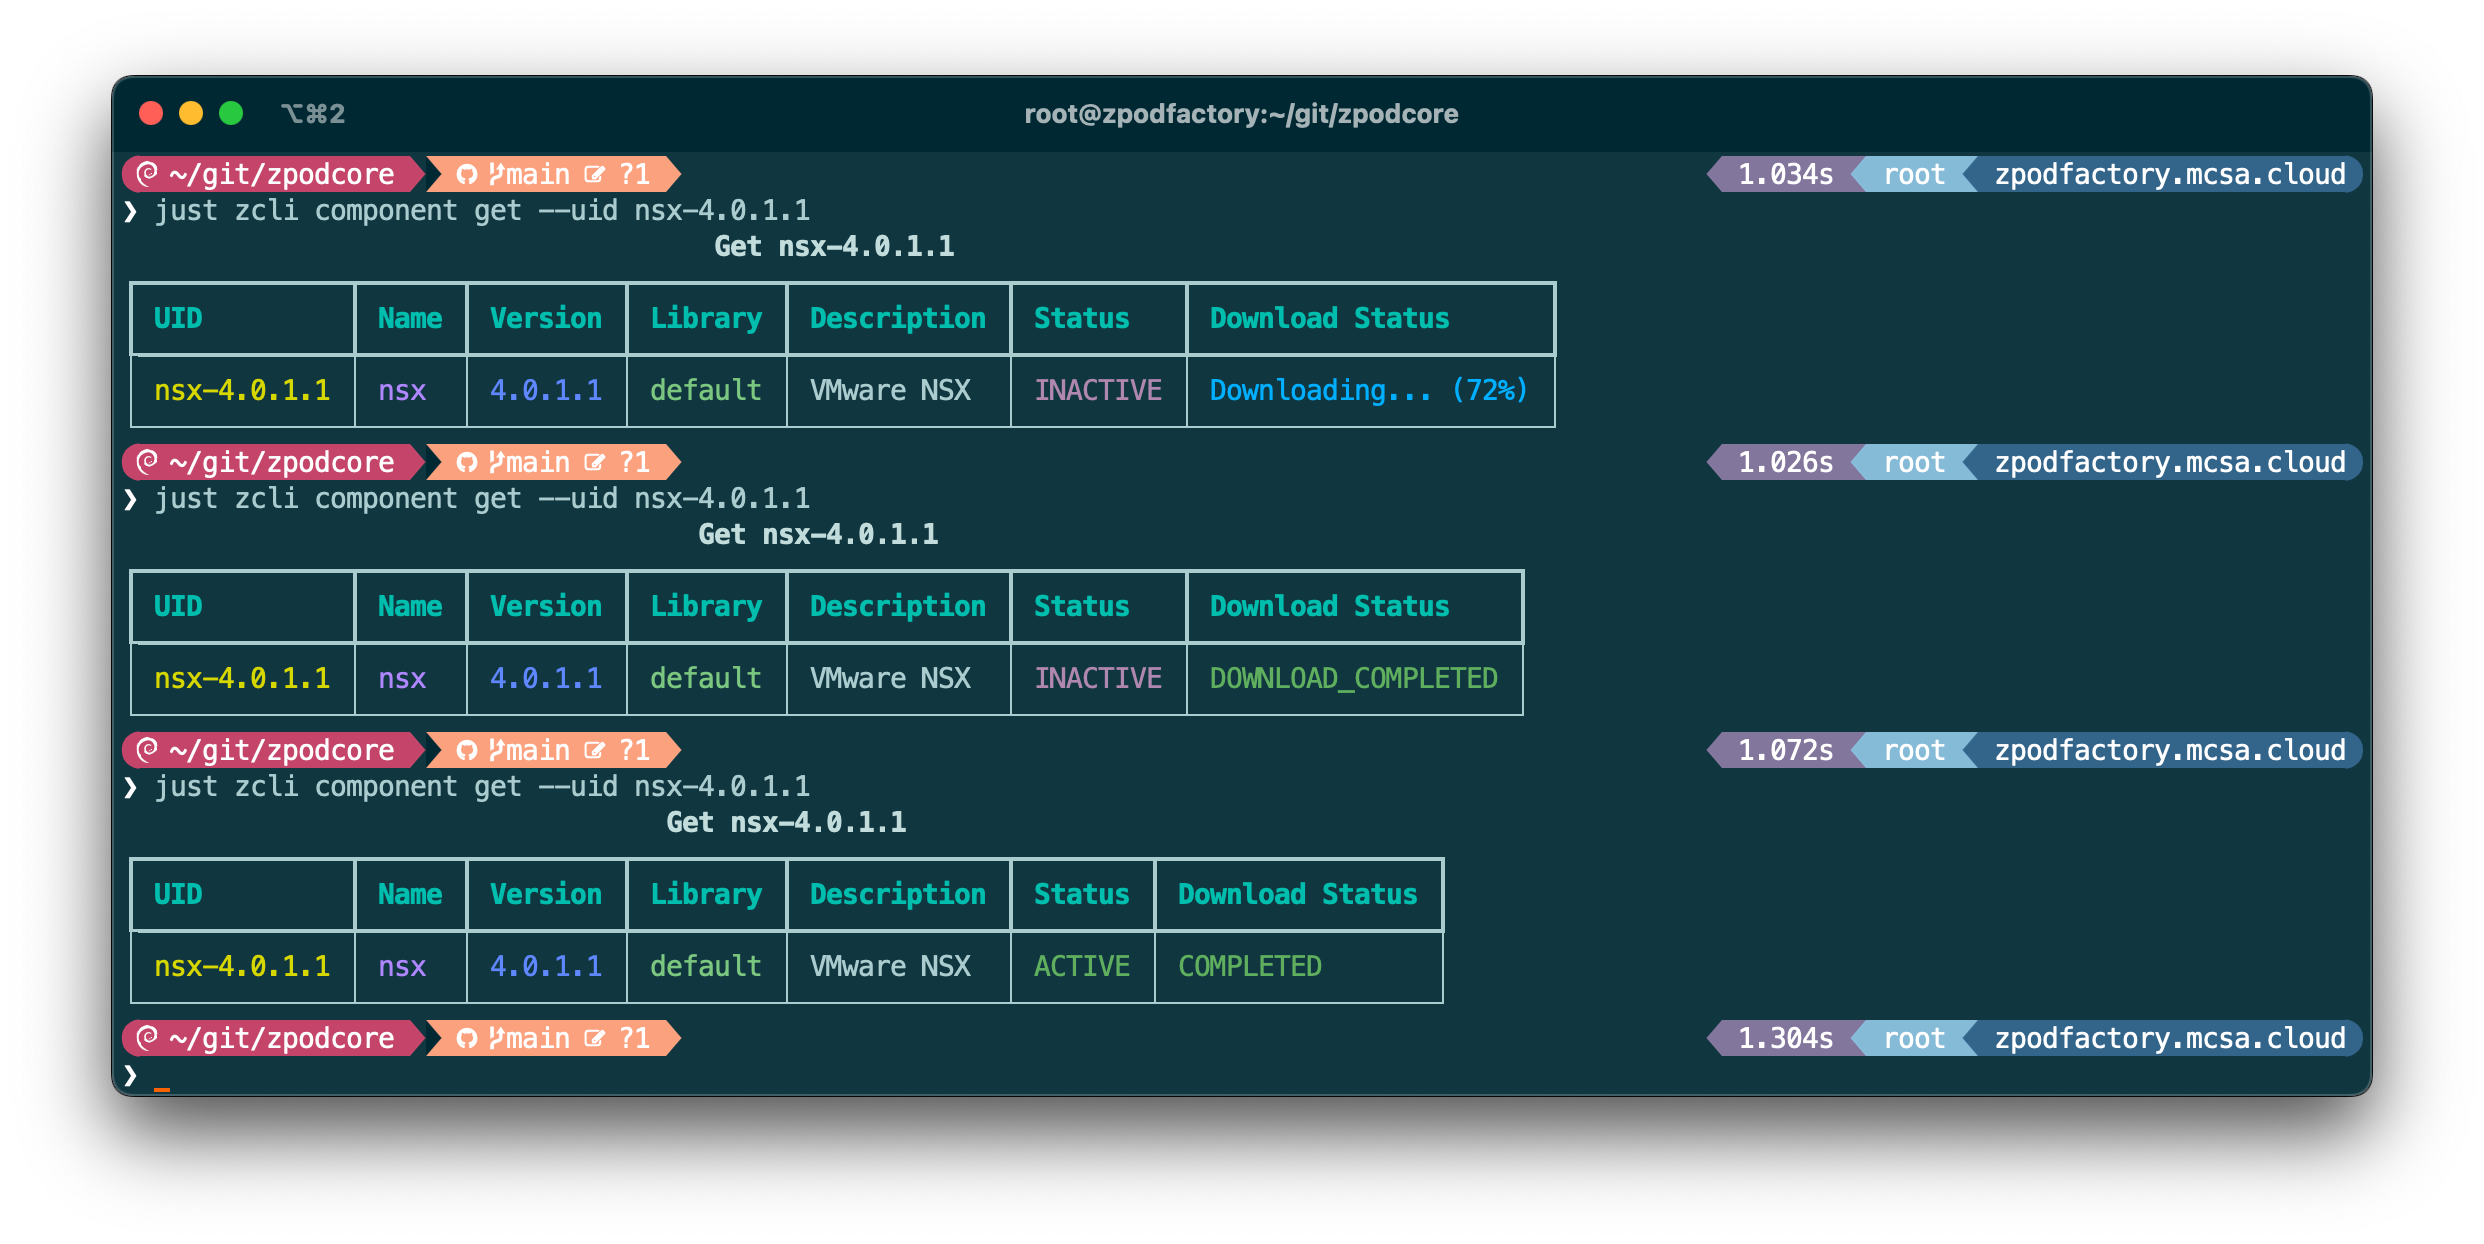 ⌥⌘2 root@zpodfactory:~/git/zpodcore
~/git/zpodcore main ?1 1.034s root zpodfactory.mcsa.cloud
❯ just zcli component get --uid nsx-4.0.1.1
Get nsx-4.0.1.1
UID Name Version Library Description Status Download Status
nsx-4.0.1.1 nsx 4.0.1.1 default VMware NSX INACTIVE Downloading... (72%)
~/git/zpodcore main ?1 1.026s root zpodfactory.mcsa.cloud
❯ just zcli component get --uid nsx-4.0.1.1
Get nsx-4.0.1.1
UID Name Version Library Description Status Download Status
nsx-4.0.1.1 nsx 4.0.1.1 default VMware NSX INACTIVE DOWNLOAD_COMPLETED
~/git/zpodcore main ?1 1.072s root zpodfactory.mcsa.cloud
❯ just zcli component get --uid nsx-4.0.1.1
Get nsx-4.0.1.1
UID Name Version Library Description Status Download Status
nsx-4.0.1.1 nsx 4.0.1.1 default VMware NSX ACTIVE COMPLETED
~/git/zpodcore main ?1 1.304s root zpodfactory.mcsa.cloud
❯ _